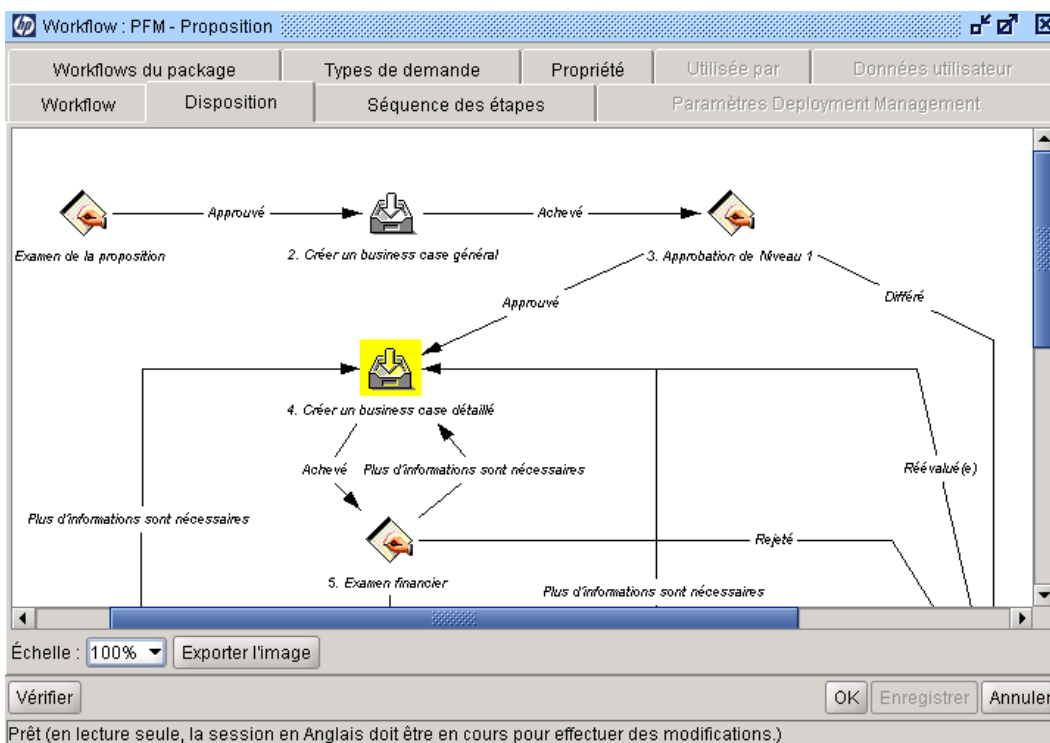 hp Workflow : PFM - Proposition
Workflows du package Types de demande Propriété Utilisée par Données utilisateur
Workflow Disposition Séquence des étapes Paramètres Deployment Management
Approuvé Achevé
Examen de la proposition 2. Créer un business case général 3. Approbation de Niveau 1
Approuvé Différé
4. Créer un business case détaillé
Achevé Plus d'informations sont nécessaires Réévalué(e)
Plus d'informations sont nécessaires
Rejeté
5. Examen financier Plus d'informations sont nécessaires
Échelle : 100% Exporter l'image
Vérifier OK Enregistrer Annuler
Prêt (en lecture seule, la session en Anglais doit être en cours pour effectuer des modifications.)